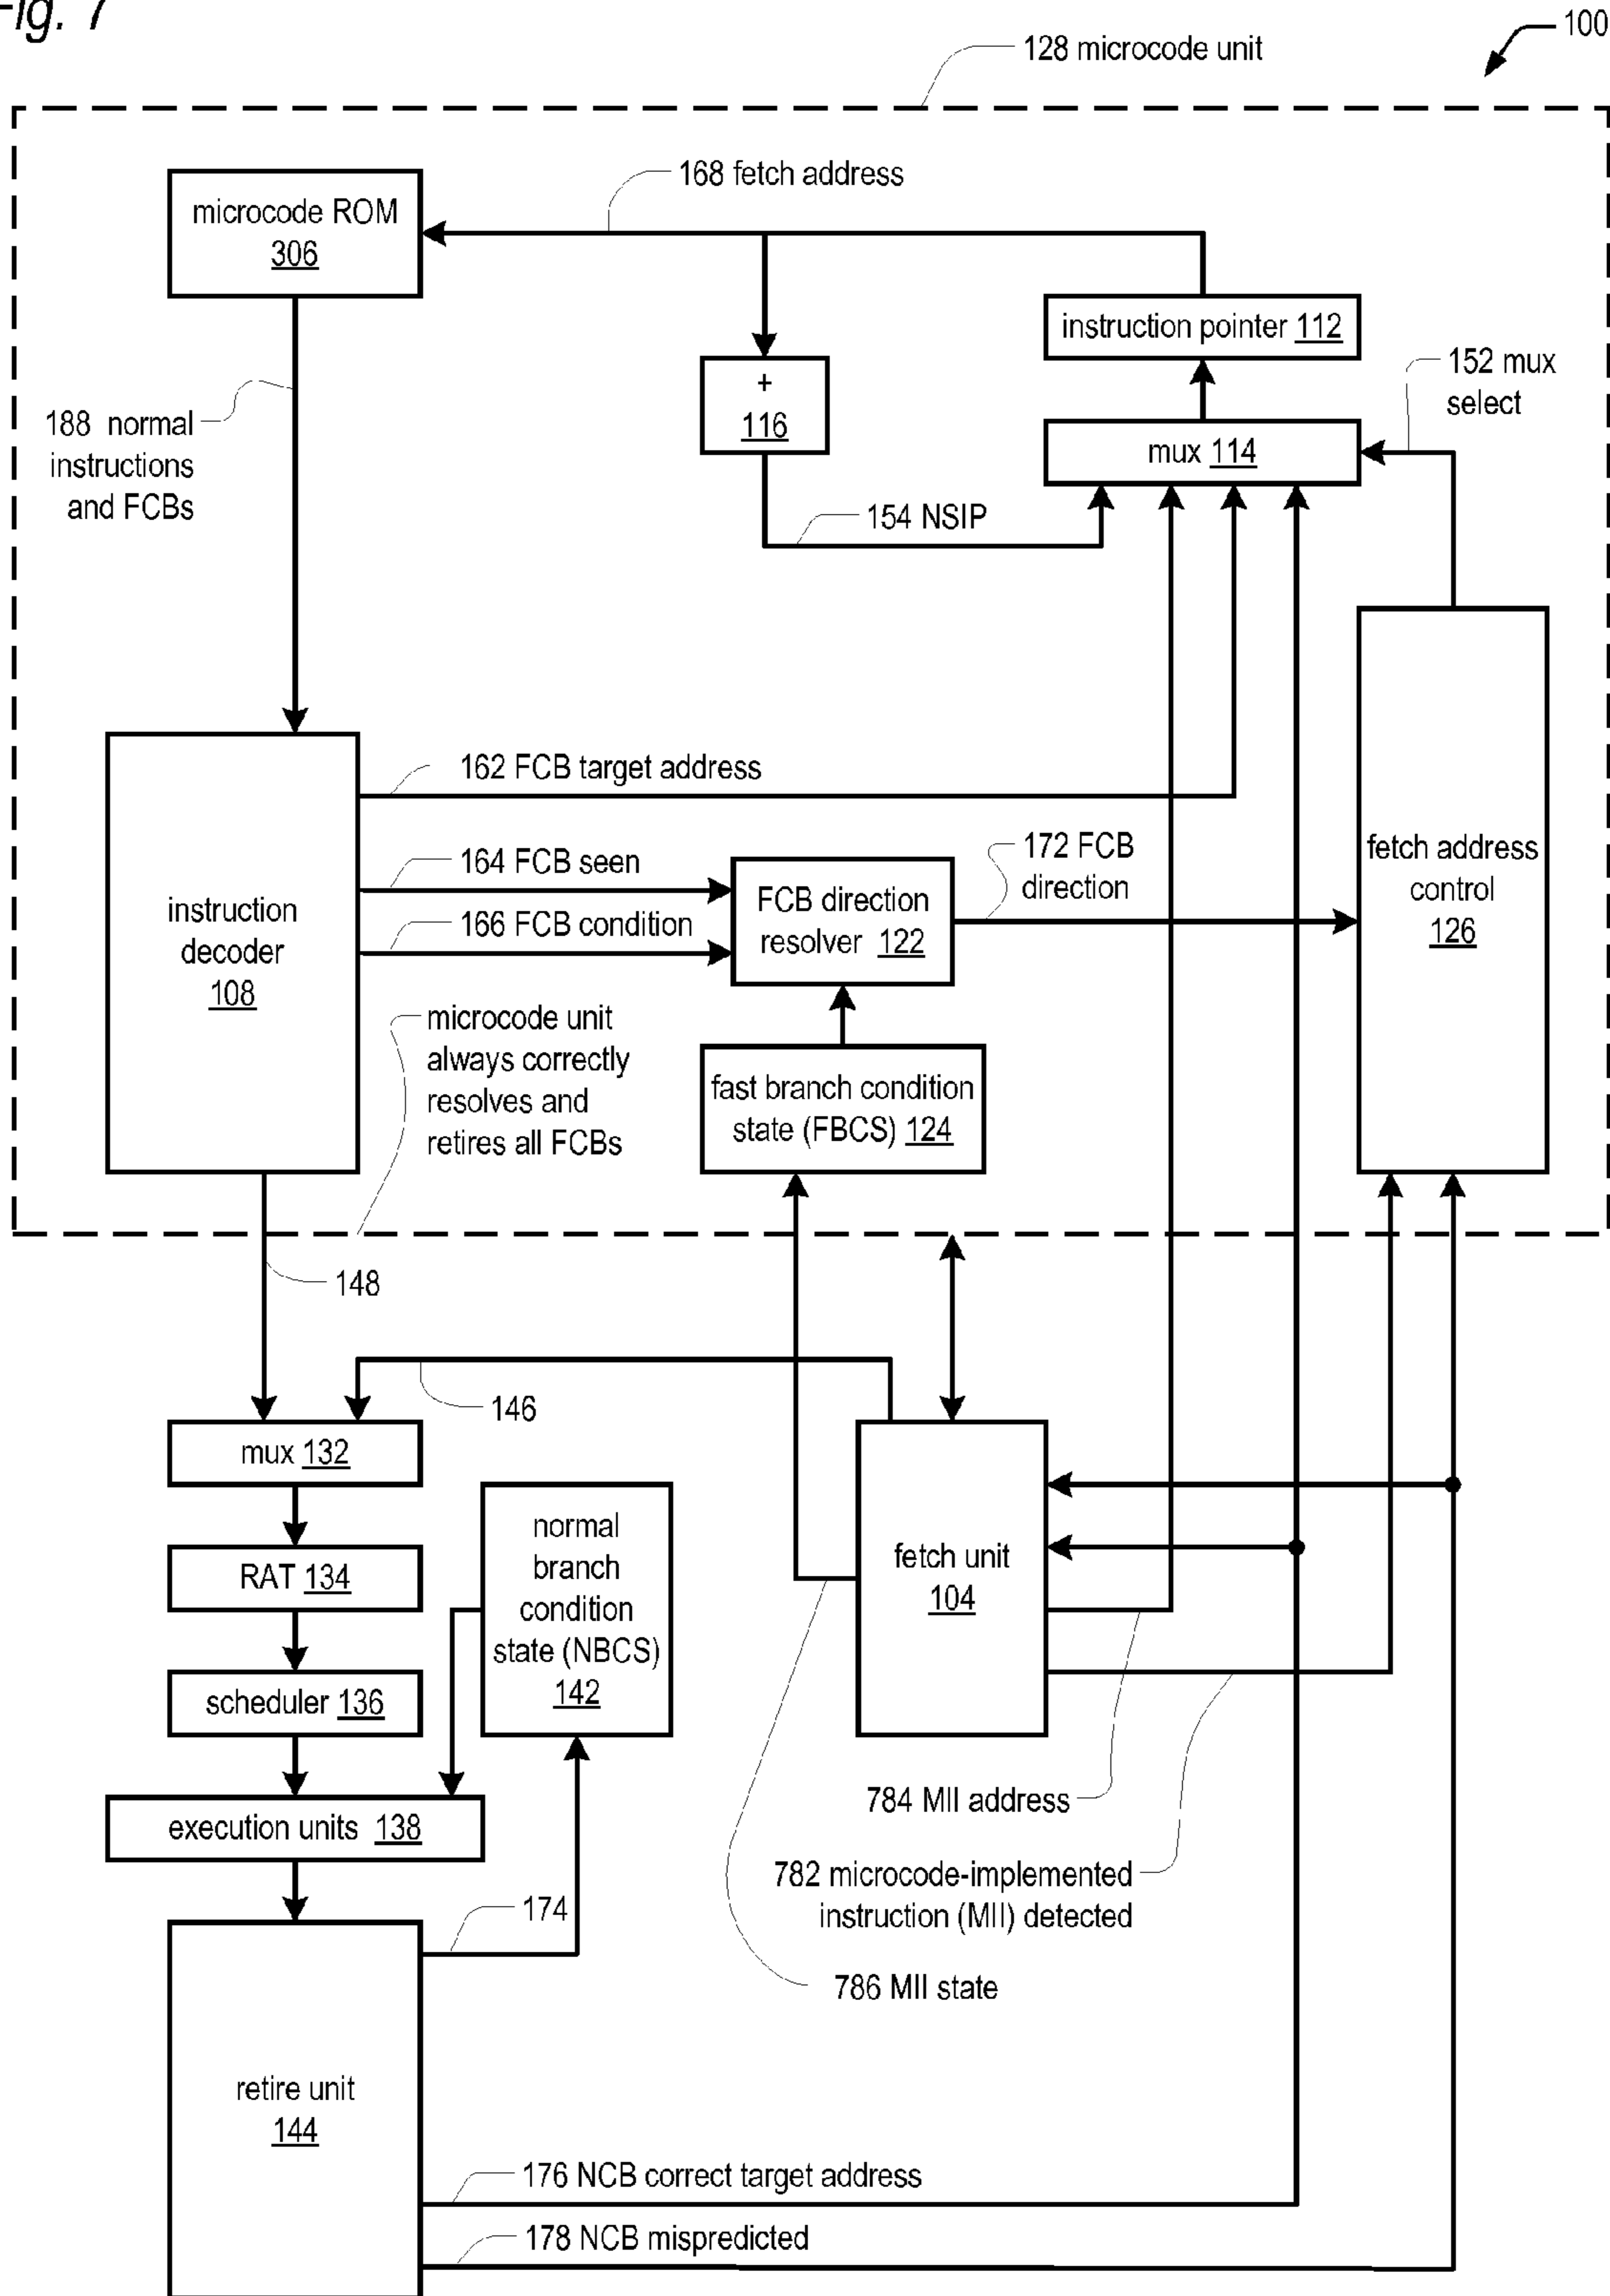 Fig. 7
100
128 microcode unit
168 fetch address
microcode ROM
306
instruction pointer 112
152 mux
select
+
116
188 normal
instructions
and FCBs
mux 114
154 NSIP
162 FCB target address
164 FCB seen
166 FCB condition
172 FCB
direction
FCB direction
resolver 122
fetch address
control
126
instruction
decoder
108
microcode unit
always correctly
resolves and
retires all FCBs
fast branch condition
state (FBCS) 124
148
146
mux 132
normal
branch
condition
state (NBCS)
142
fetch unit
104
RAT 134
scheduler 136
784 MII address
execution units 138
782 microcode-implemented
instruction (MII) detected
174
786 MII state
retire unit
144
176 NCB correct target address
178 NCB mispredicted